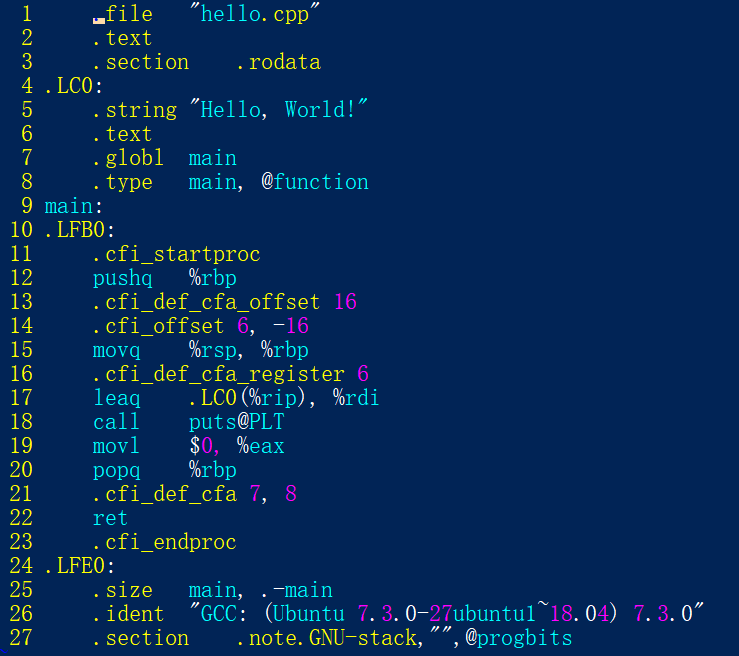 1 .file "hello.cpp"
2 .text
3 .section .rodata
4 .LC0:
5 .string "Hello, World!"
6 .text
7 .globl main
8 .type main, @function
9 main:
10 .LFB0:
11 .cfi_startproc
12 pushq %rbp
13 .cfi_def_cfa_offset 16
14 .cfi_offset 6, -16
15 movq %rsp, %rbp
16 .cfi_def_cfa_register 6
17 leaq .LC0(%rip), %rdi
18 call puts@PLT
19 movl $0, %eax
20 popq %rbp
21 .cfi_def_cfa 7, 8
22 ret
23 .cfi_endproc
24 .LFE0:
25 .size main, .-main
26 .ident "GCC: (Ubuntu 7.3.0-27ubuntu1~18.04) 7.3.0"
27 .section .note.GNU-stack,"",@progbits